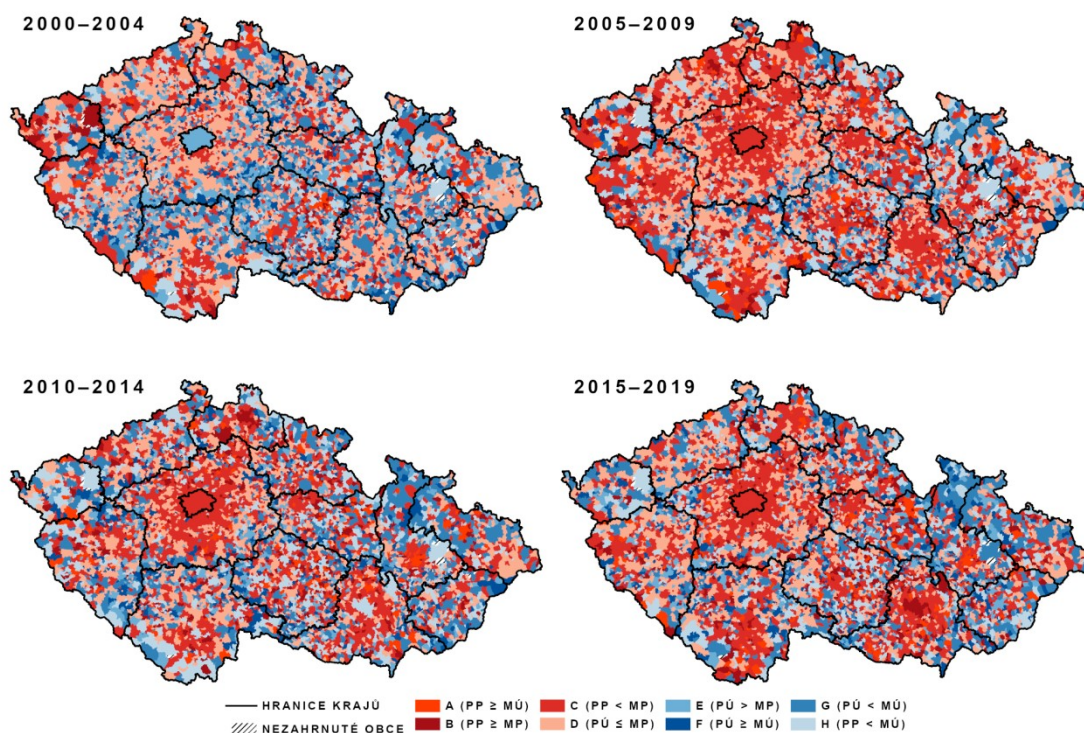 2000–2004
2005–2009
2010–2014
2015–2019
HRANICE KRAJŮ
NEZAHRNUTÉ OBCE
A (PP ≥ MÚ)
B (PP ≥ MP)
C (PP < MP)
D (PÚ ≤ MP)
E (PÚ > MP)
F (PÚ ≥ MÚ)
G (PÚ < MÚ)
H (PP < MÚ)